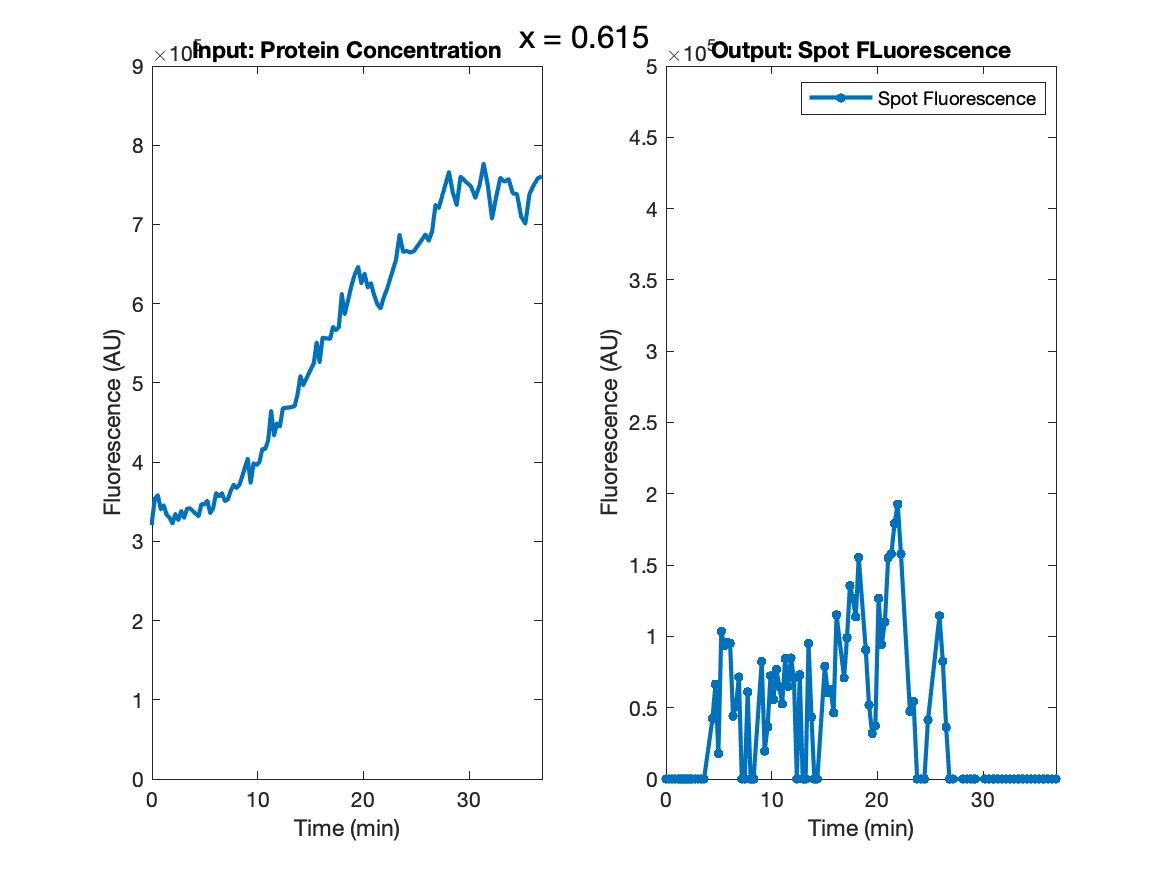 x = 0.615
×10⁵
Input: Protein Concentration
9
8
7
6
5
4
3
2
1
0
Fluorescence (AU)
0 10 20 30
Time (min)
×10⁵
Output: Spot FLuorescence
Spot Fluorescence
5
4.5
4
3.5
3
2.5
2
1.5
1
0.5
0
Fluorescence (AU)
0 10 20 30
Time (min)